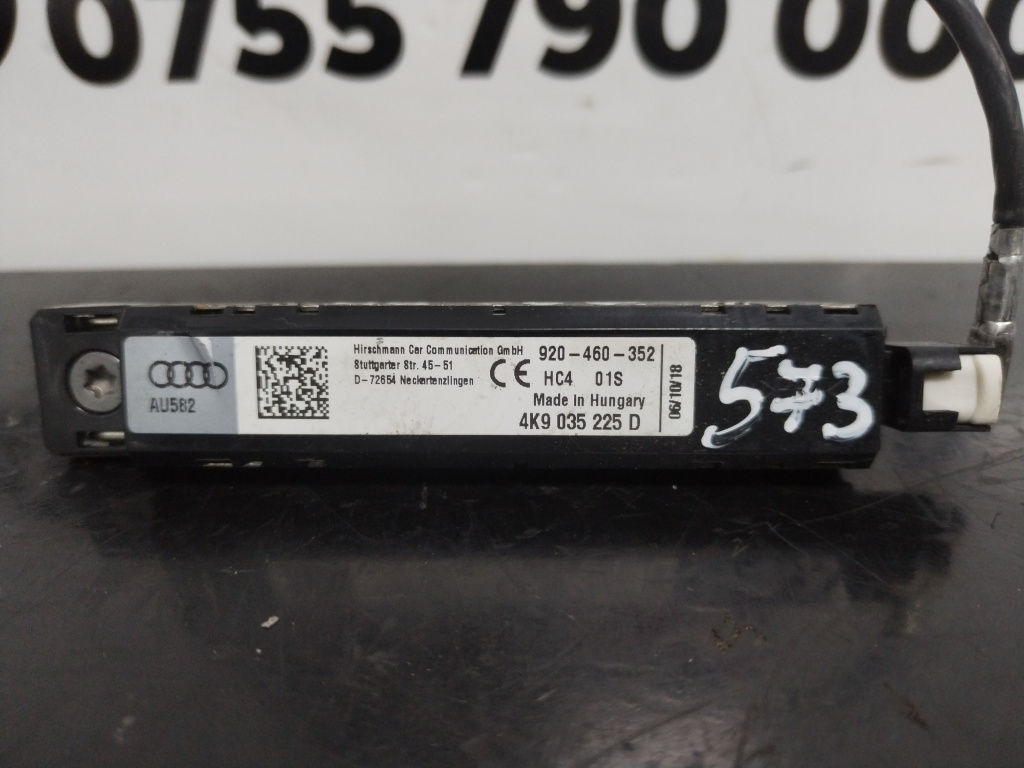 0755 790 00
AU582
Hirschmann Car Communication GmbH
Stuttgarter Str. 45-51
D-72654 Neckartenzlingen
CE
920-460-352
HC4 01S
Made in Hungary
4K9 035 225 D
06/10/18
573